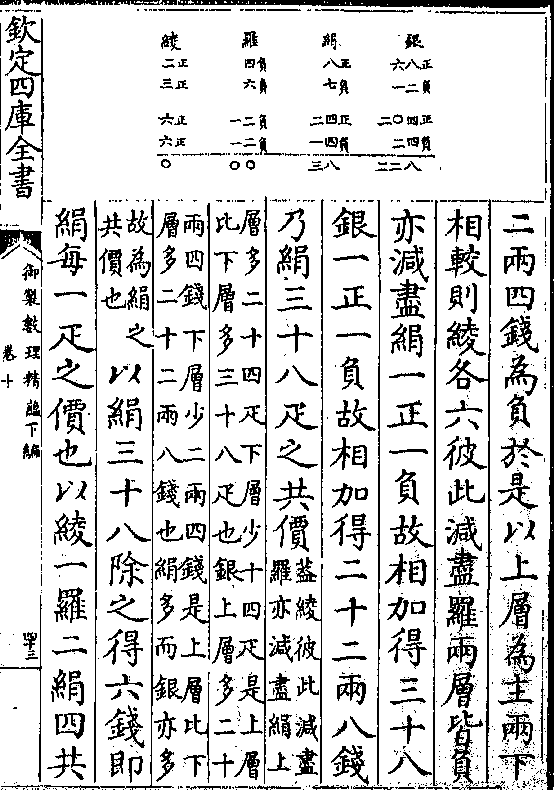 綾 羅 絹 銀
二正 四負 八正 六八正
三正 六負 七負 一二負
六正 一二負 二四正 二〇四正
六正 一二負 一四負 二四負
〇 〇〇 三八 二二八
二兩四錢為負於是以上層為主兩下
相較則綾各六彼此減盡羅兩層皆負
亦減盡絹一正一負故相加得三十八
銀一正一負故相加得二十二兩八錢
乃絹三十八疋之共價蓋綾彼此減盡
羅亦減盡絹上
層多二十四疋下層少十四疋是上層
比下層多三十八疋也銀上層多二十
兩四錢下層少二兩四錢是上層比下
層多二十二兩八錢也絹多而銀亦多
故為絹之
共價也
以絹三十八除之得六錢即
絹每一疋之價也以綾一羅二絹四共
欽定四庫全書
御製數理精蘊下編
卷十